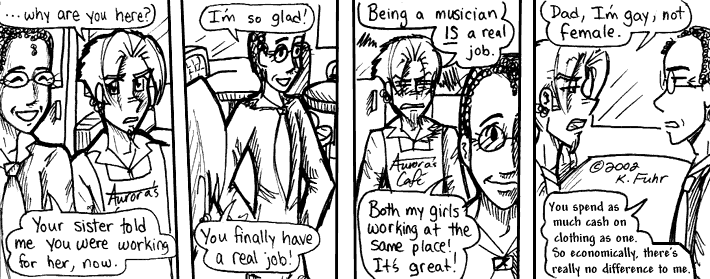 ...why are you here?
Your sister told
me you were working
for her, now.
Aurora's
I'm so glad!
You finally have
a real job!
Being a musician
IS a real
job.
Aurora's
Café
Both my girls
working at the
same place!
It's great!
Dad, I'm gay, not
female.
©2002
K. Fuhr
You spend as
much cash on
clothing as one.
So economically, there's
really no difference to me.